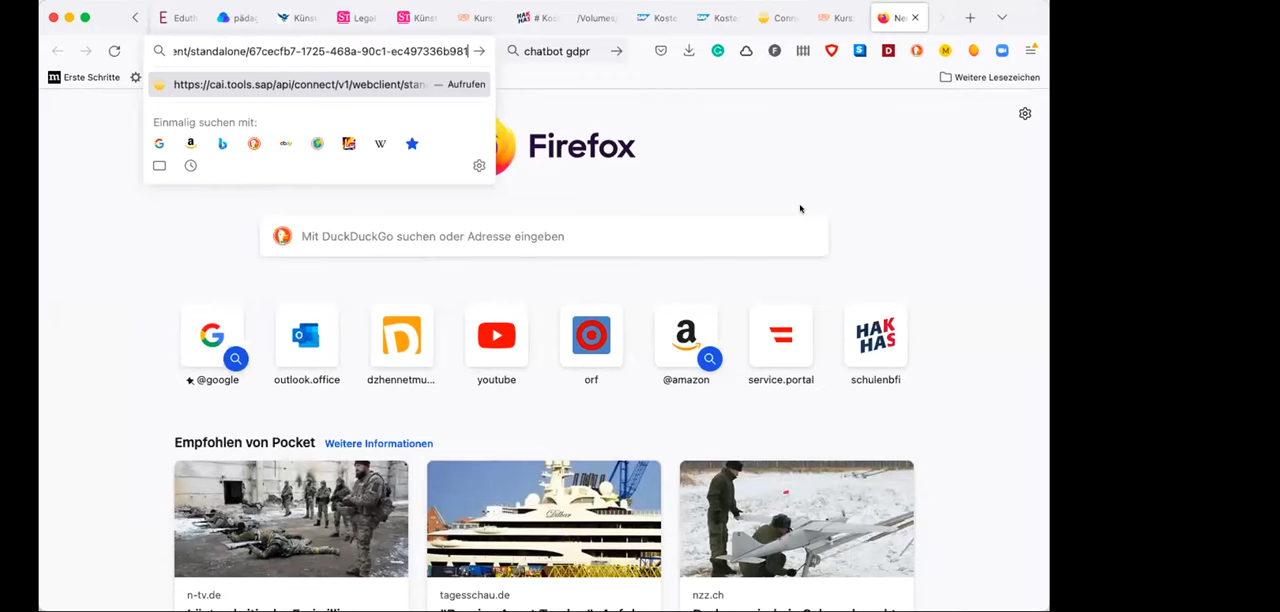 Eduth
päda
Küns
Legal
Künst
Kurs
# Ko
/Volumes/
Koste
Koste
Conn
Kurs
Ne
ent/standalone/67cecfb7-1725-468a-90c1-ec497336b981
chatbot gdpr
Erste Schritte
Weitere Lesezeichen
https://cai.tools.sap/api/connect/v1/webclient/stan — Aufrufen
Einmalig suchen mit:
Firefox
Mit DuckDuckGo suchen oder Adresse eingeben
HAK
HAS
@google
outlook.office
dzhennetmu...
youtube
orf
@amazon
service.portal
schulenbfi
Empfohlen von Pocket
Weitere Informationen
Dilbar
n-tv.de
tagesschau.de
nzz.ch